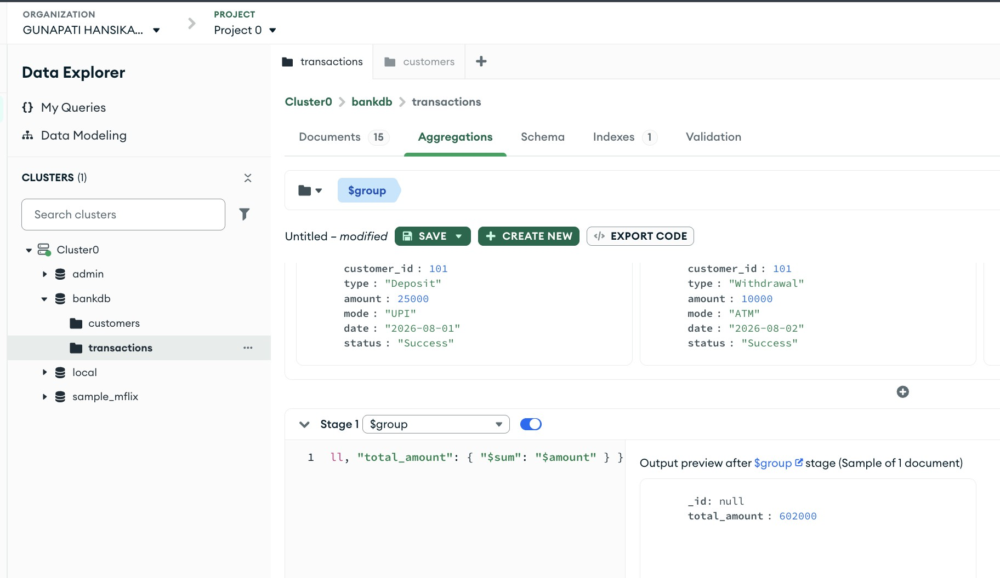 ORGANIZATION
GUNAPATI HANSIKA...
PROJECT
Project 0
Data Explorer
{} My Queries
Data Modeling
CLUSTERS (1)
Search clusters
Cluster0
admin
bankdb
customers
transactions
local
sample_mflix
transactions
customers
Cluster0 > bankdb > transactions
Documents 15
Aggregations
Schema
Indexes 1
Validation
$group
Untitled – modified
SAVE
+ CREATE NEW
</> EXPORT CODE
customer_id : 101
type : "Deposit"
amount : 25000
mode : "UPI"
date : "2026-08-01"
status : "Success"
customer_id : 101
type : "Withdrawal"
amount : 10000
mode : "ATM"
date : "2026-08-02"
status : "Success"
Stage 1 $group
1 ll, "total_amount": { "$sum": "$amount" } }
Output preview after $group stage (Sample of 1 document)
_id: null
total_amount : 602000